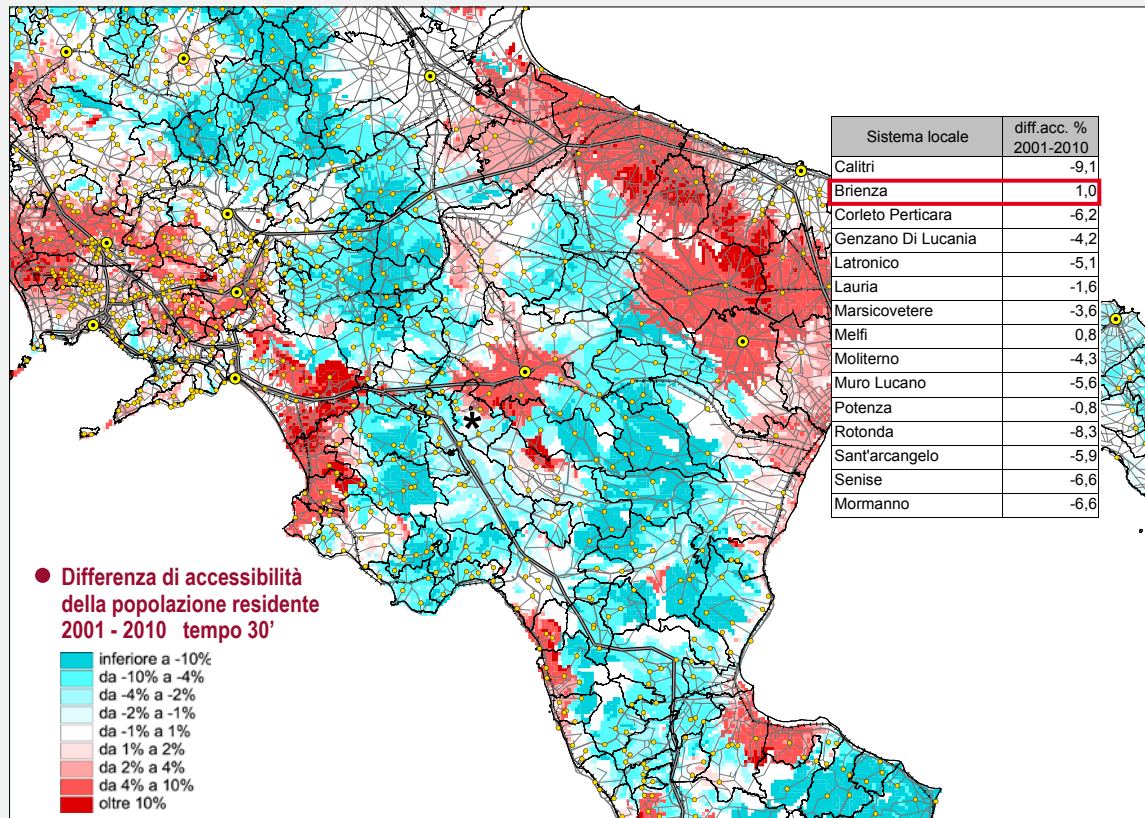 Sistema locale diff.acc. % 2001-2010
Calitri -9,1
Brienza 1,0
Corleto Perticara -6,2
Genzano Di Lucania -4,2
Latronico -5,1
Lauria -1,6
Marsicovetere -3,6
Melfi 0,8
Moliterno -4,3
Muro Lucano -5,6
Potenza -0,8
Rotonda -8,3
Sant'arcangelo -5,9
Senise -6,6
Mormanno -6,6
*
● Differenza di accessibilità
della popolazione residente
2001 - 2010 tempo 30’
inferiore a -10%
da -10% a -4%
da -4% a -2%
da -2% a -1%
da -1% a 1%
da 1% a 2%
da 2% a 4%
da 4% a 10%
oltre 10%